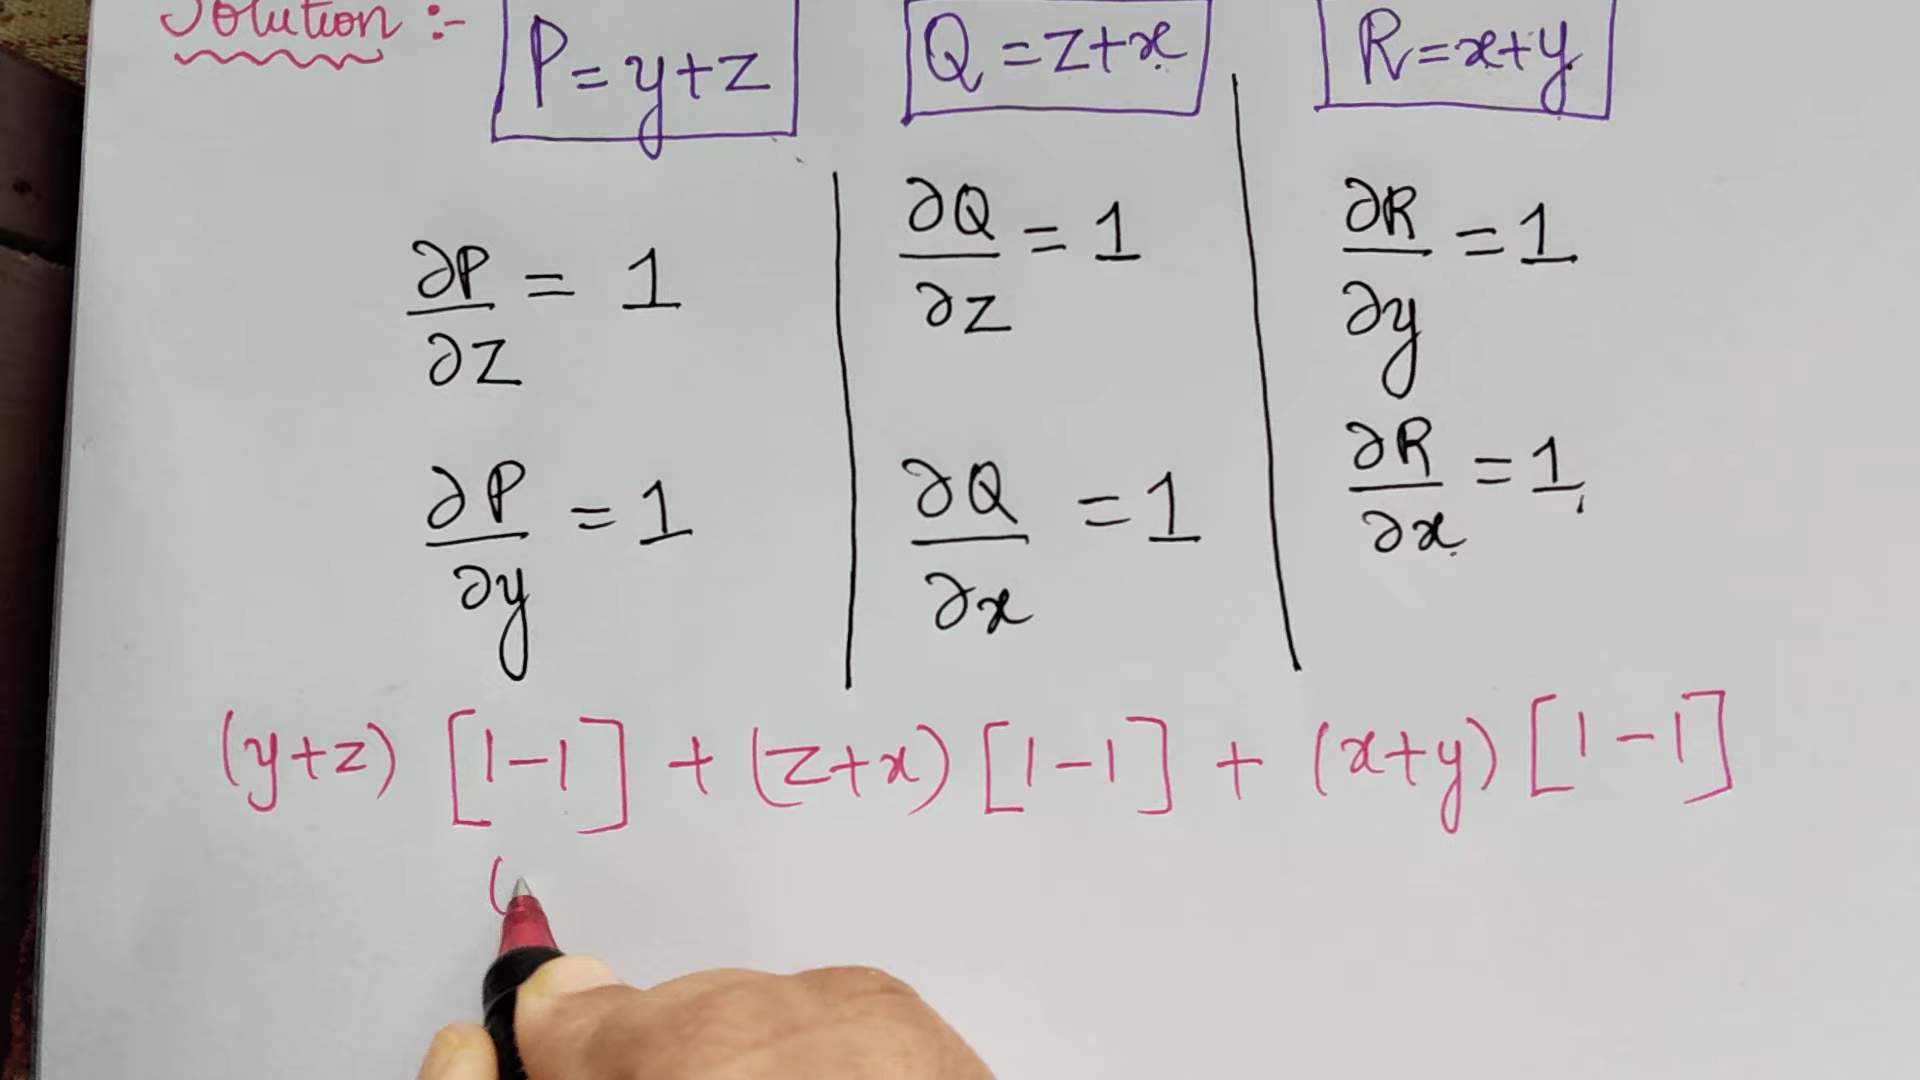 Solution :-
P = y+z
Q = z+x
R = x+y
∂P/∂z = 1
∂Q/∂z = 1
∂R/∂y = 1
∂P/∂y = 1
∂Q/∂x = 1
∂R/∂x = 1
(y+z) [1-1] + (z+x) [1-1] + (x+y) [1-1]
(